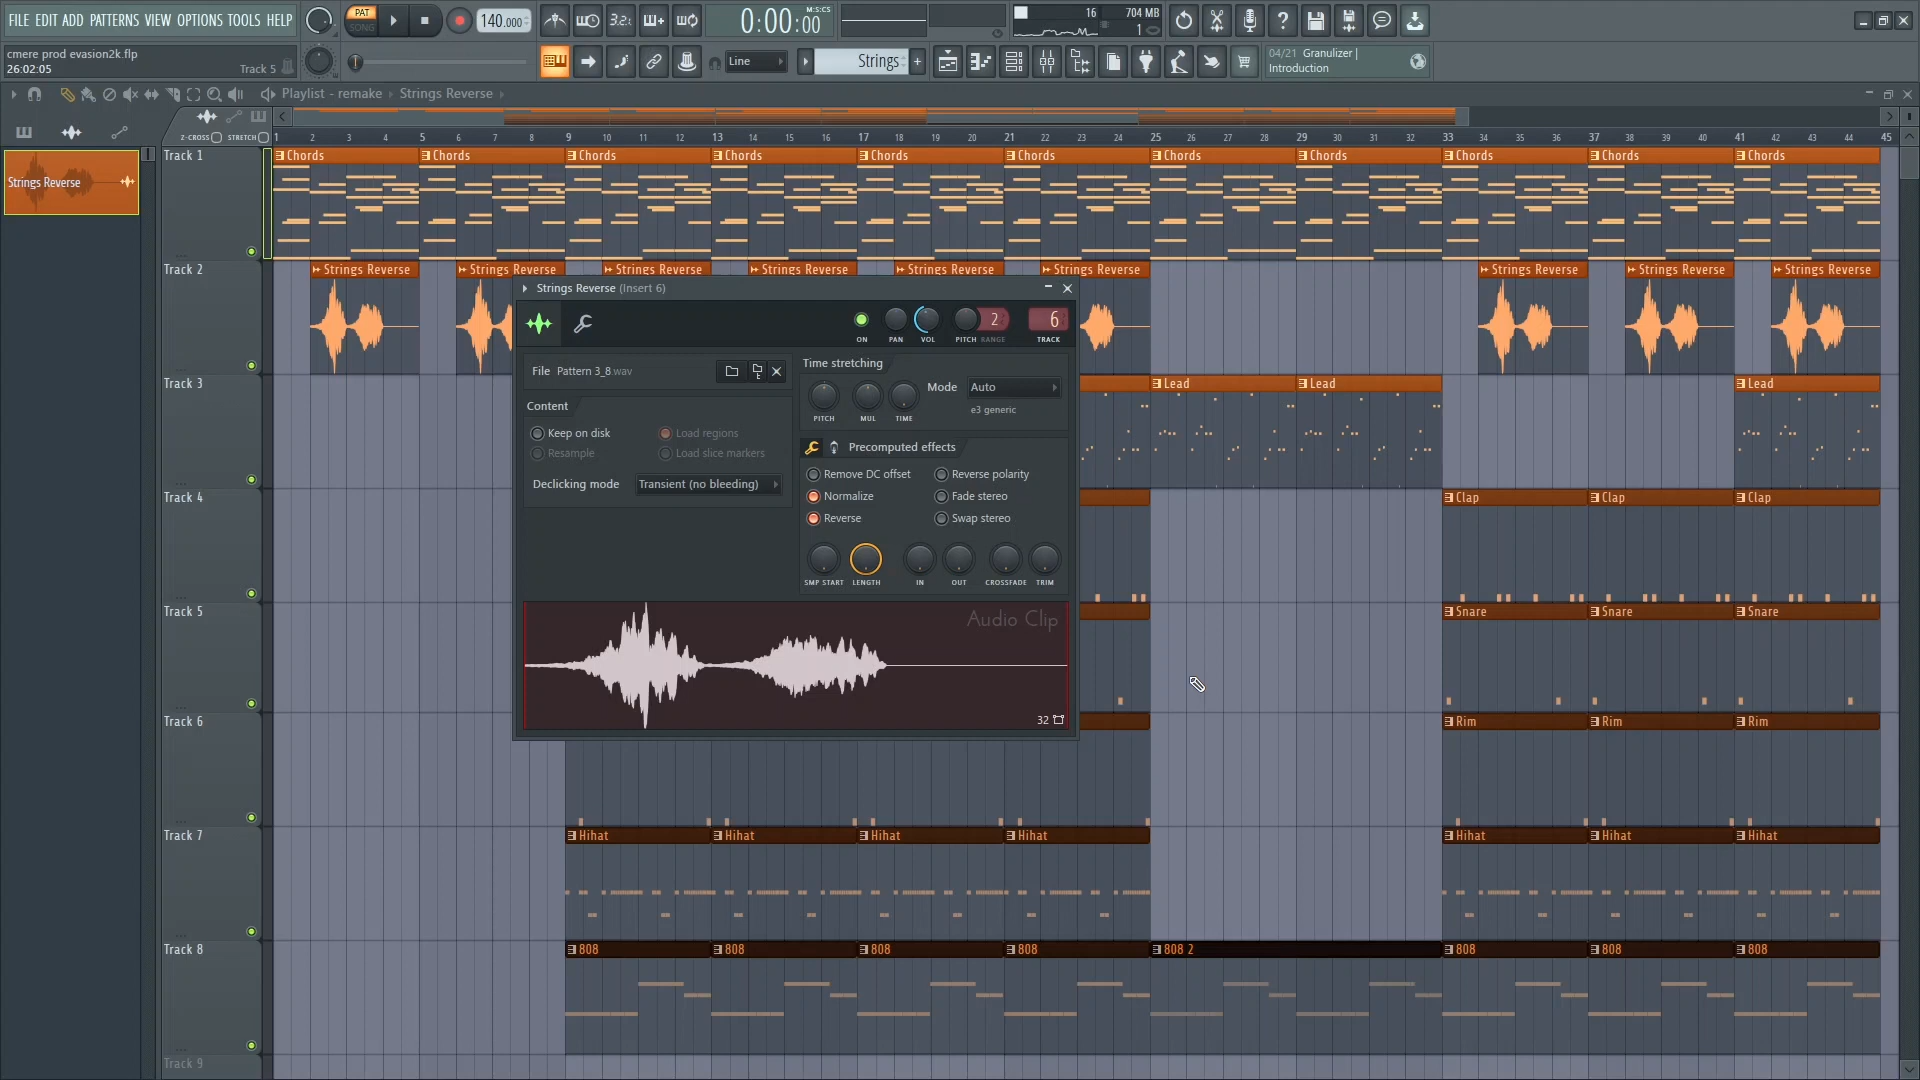 FILE EDIT ADD PATTERNS VIEW OPTIONS TOOLS HELP
PAT
SONG
140.000
3.2.
M:S:CS
0:00:00
16
704 MB
1
cmere prod evasion2k.flp
26:02:05
Track 5
Line
Strings
04/21 Granulizer |
Introduction
Playlist - remake › Strings Reverse ›
Z-CROSS STRETCH
1 2 3 4 5 6 7 8 9 10 11 12 13 14 15 16 17 18 19 20 21 22 23 24 25 26 27 28 29 30 31 32 33 34 35 36 37 38 39 40 41 42 43 44 45
Strings Reverse
Track 1
Chords Chords Chords Chords Chords Chords Chords Chords Chords Chords Chords
Track 2
Strings Reverse Strings Reverse Strings Reverse Strings Reverse Strings Reverse Strings Reverse Strings Reverse Strings Reverse Strings Reverse
Strings Reverse (Insert 6)
2
6
ON PAN VOL PITCH RANGE TRACK
File Pattern 3_8.wav
Time stretching
Mode Auto
e3 generic
PITCH MUL TIME
Content
Keep on disk
Load regions
Resample
Load slice markers
Declicking mode Transient (no bleeding)
Precomputed effects
Remove DC offset
Reverse polarity
Normalize
Fade stereo
Reverse
Swap stereo
SMP START LENGTH IN OUT CROSSFADE TRIM
Audio Clip
32
Track 3
Lead Lead Lead
Track 4
Clap Clap Clap
Track 5
Snare Snare Snare
Track 6
Rim Rim Rim
Track 7
Hihat Hihat Hihat Hihat Hihat Hihat Hihat
Track 8
808 808 808 808 808 2 808 808 808
Track 9